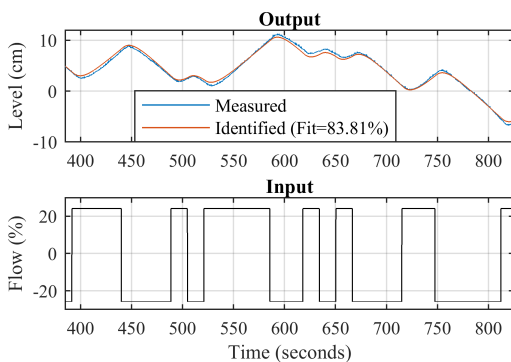 Output
Level (cm)
10
0
-10
Measured
Identified (Fit=83.81%)
400 450 500 550 600 650 700 750 800
Input
Flow (%)
20
0
-20
400 450 500 550 600 650 700 750 800
Time (seconds)